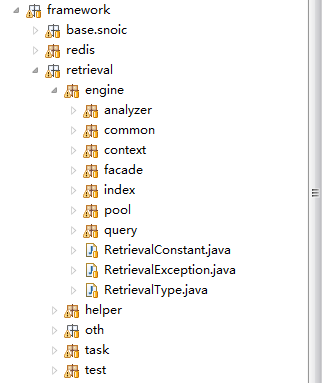 framework
base.snoic
redis
retrieval
engine
analyzer
common
context
facade
index
pool
query
RetrievalConstant.java
RetrievalException.java
RetrievalType.java
helper
oth
task
test